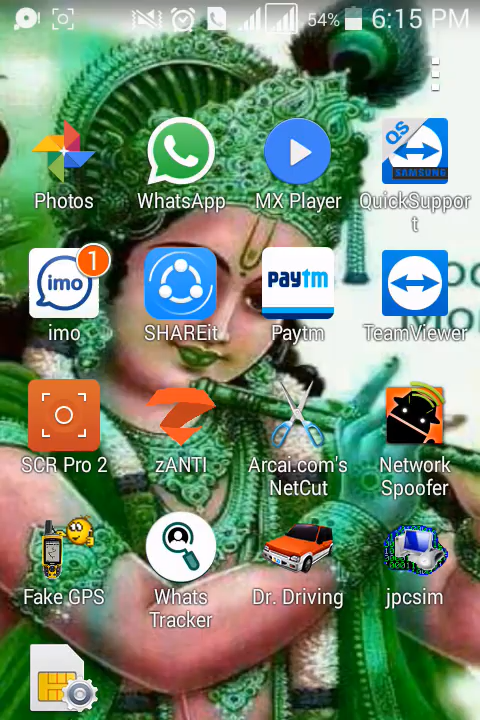 54% 6:15 PM
Photos
WhatsApp
MX Player
QS
SAMSUNG
QuickSuppor
t
imo
1
imo
SHAREit
paytm
Paytm
TeamViewer
SCR Pro 2
zANTI
Arcai.com's
NetCut
Network
Spoofer
Fake GPS
Whats
Tracker
Dr. Driving
jpcsim